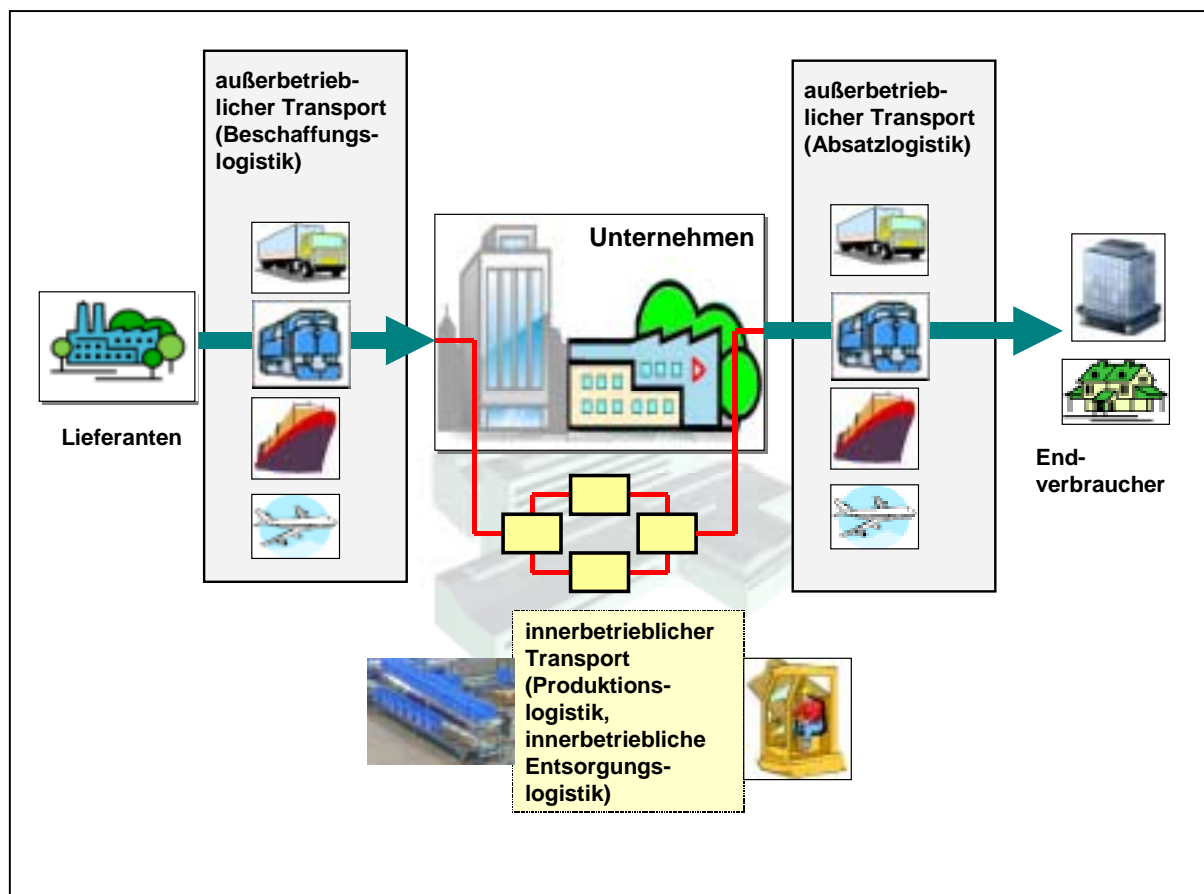 außerbetrieb-
licher Transport
(Beschaffungs-
logistik)
außerbetrieb-
licher Transport
(Absatzlogistik)
Unternehmen
Lieferanten
End-
verbraucher
innerbetrieblicher
Transport
(Produktions-
logistik,
innerbetriebliche
Entsorgungs-
logistik)